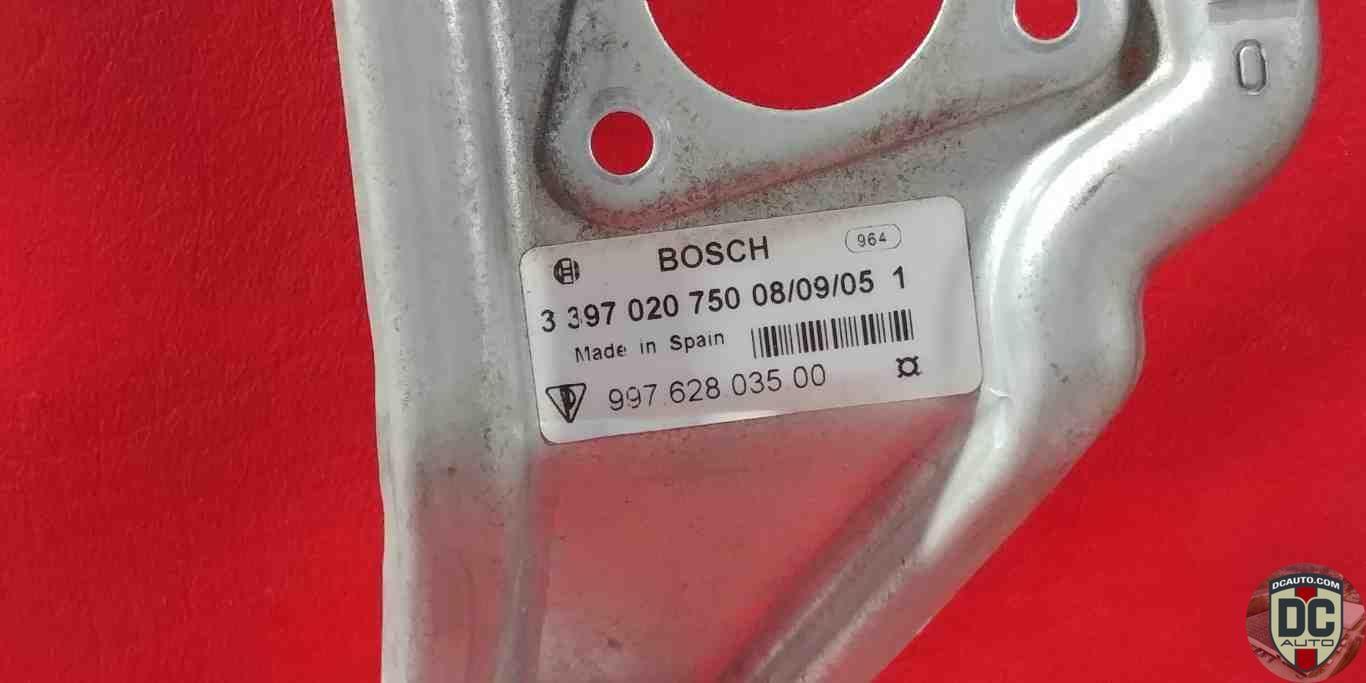 0
BOSCH
964
3 397 020 750 08/09/05 1
Made in Spain
997.628 035 00
DCAUTO.COM
DC
AUTO